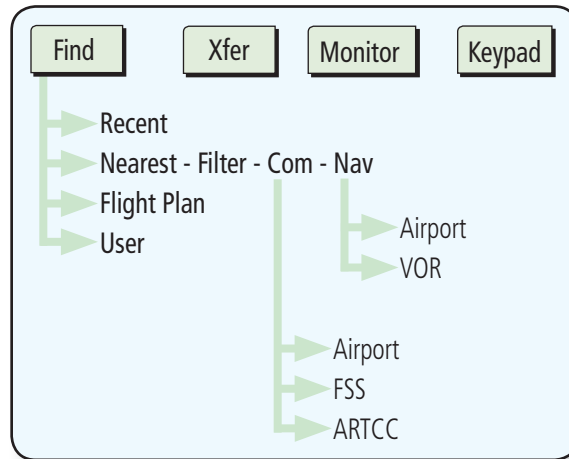 Find Xfer Monitor Keypad
Recent
Nearest - Filter - Com - Nav
Flight Plan
User
Airport
VOR
Airport
FSS
ARTCC